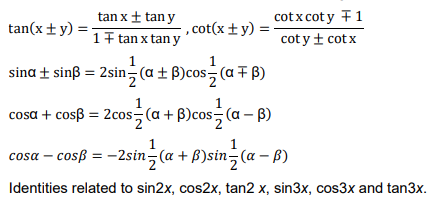 tan(x ± y) = (tan x ± tan y)/(1 ∓ tan x tan y) , cot(x ± y) = (cot x cot y ∓ 1)/(cot y ± cot x)
sinα ± sinβ = 2sin 1/2 (α ± β)cos 1/2 (α ∓ β)
cosα + cosβ = 2cos 1/2 (α + β)cos 1/2 (α − β)
cosα − cosβ = −2sin 1/2 (α + β)sin 1/2 (α − β)
Identities related to sin2x, cos2x, tan2 x, sin3x, cos3x and tan3x.